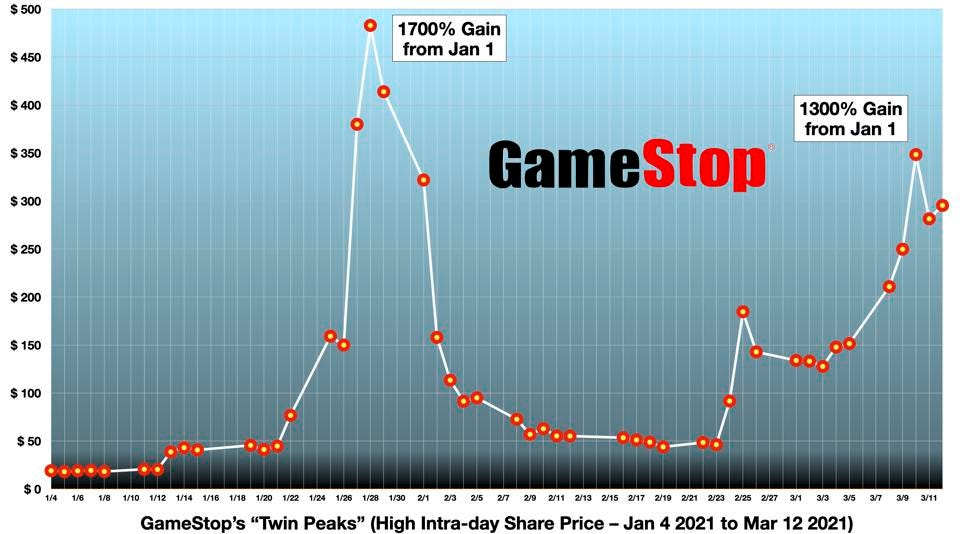 $ 500
$ 450
$ 400
$ 350
$ 300
$ 250
$ 200
$ 150
$ 100
$ 50
$ 0
1700% Gain
from Jan 1
1300% Gain
from Jan 1
GameStop®
1/4 1/6 1/8 1/10 1/12 1/14 1/16 1/18 1/20 1/22 1/24 1/26 1/28 1/30 2/1 2/3 2/5 2/7 2/9 2/11 2/13 2/15 2/17 2/19 2/21 2/23 2/25 2/27 3/1 3/3 3/5 3/7 3/9 3/11
GameStop’s “Twin Peaks” (High Intra-day Share Price – Jan 4 2021 to Mar 12 2021)